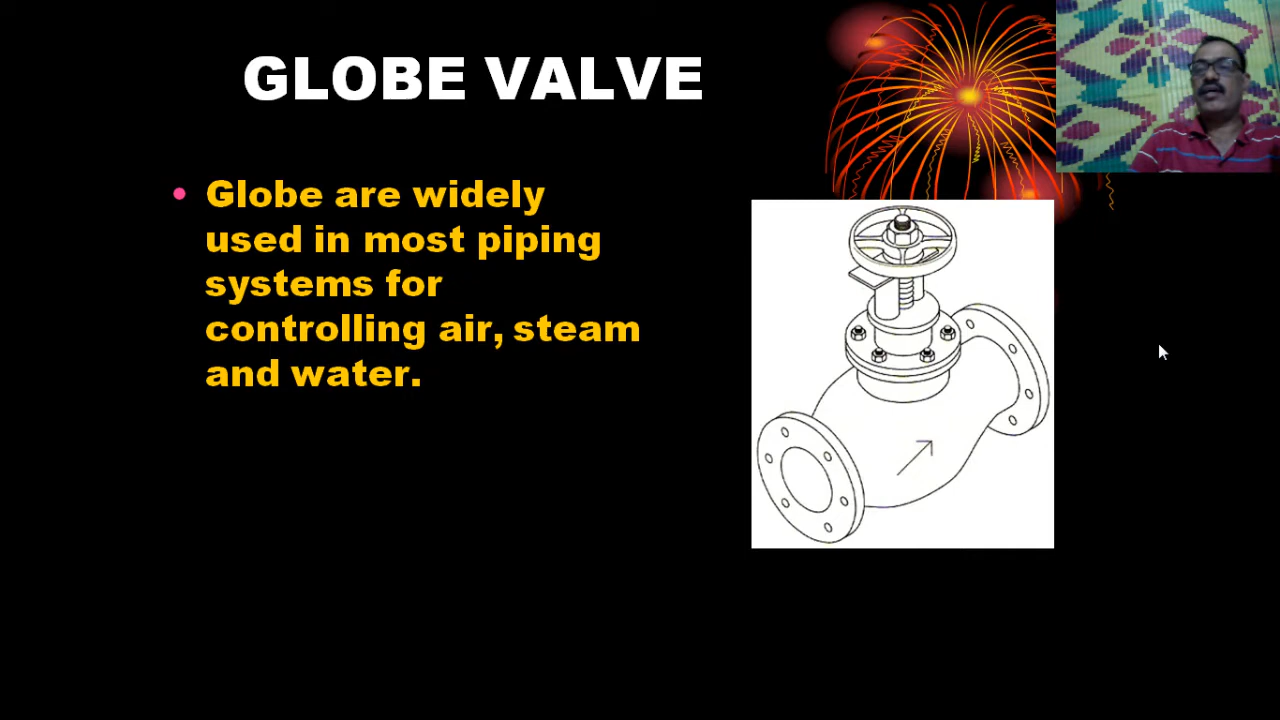 GLOBE VALVE
• Globe are widely
used in most piping
systems for
controlling air, steam
and water.